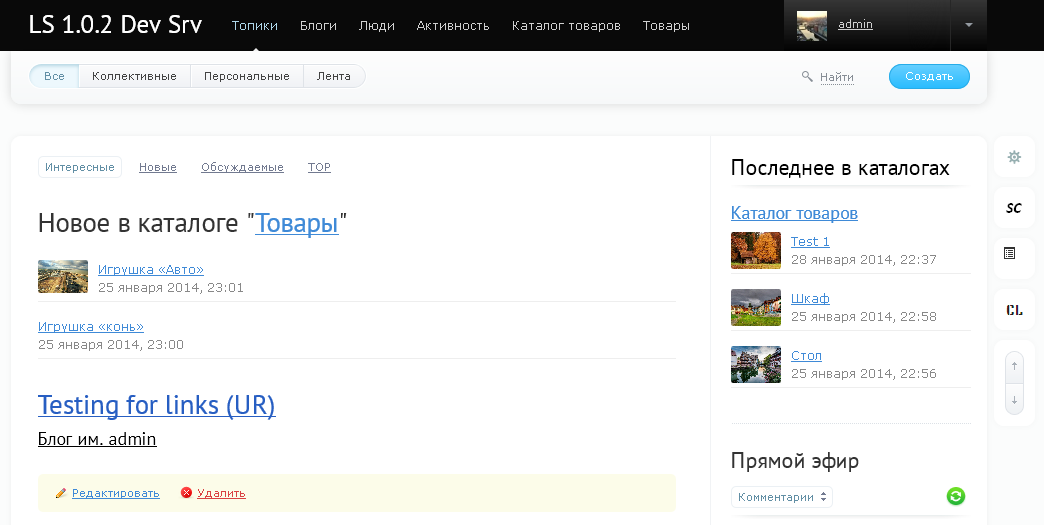 LS 1.0.2 Dev Srv
Топики Блоги Люди Активность Каталог товаров Товары
admin
Все Коллективные Персональные Лента
Найти
Создать
Интересные Новые Обсуждаемые TOP
Новое в каталоге "Товары"
Игрушка «Авто»
25 января 2014, 23:01
Игрушка «конь»
25 января 2014, 23:00
Testing for links (UR)
Блог им. admin
Редактировать Удалить
Последнее в каталогах
Каталог товаров
Test 1
28 января 2014, 22:37
Шкаф
25 января 2014, 22:58
Стол
25 января 2014, 22:56
Прямой эфир
Комментарии
SC
CL